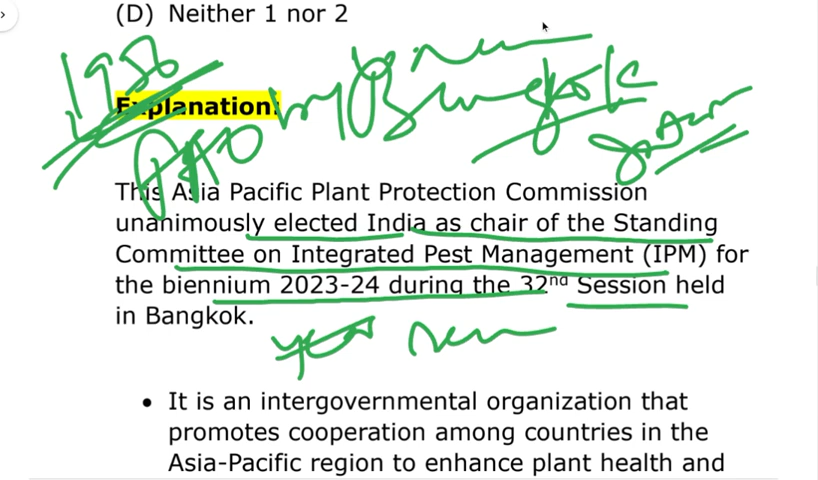 (D) Neither 1 nor 2
1956
Explanation:
FAO Bangkok
This Asia Pacific Plant Protection Commission
unanimously elected India as chair of the Standing
Committee on Integrated Pest Management (IPM) for
the biennium 2023-24 during the 32nd Session held
in Bangkok.
• It is an intergovernmental organization that
promotes cooperation among countries in the
Asia-Pacific region to enhance plant health and